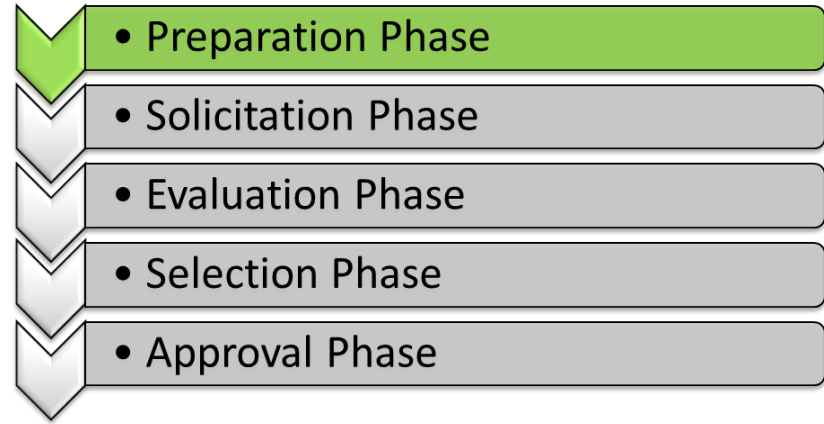 • Preparation Phase
• Solicitation Phase
• Evaluation Phase
• Selection Phase
• Approval Phase